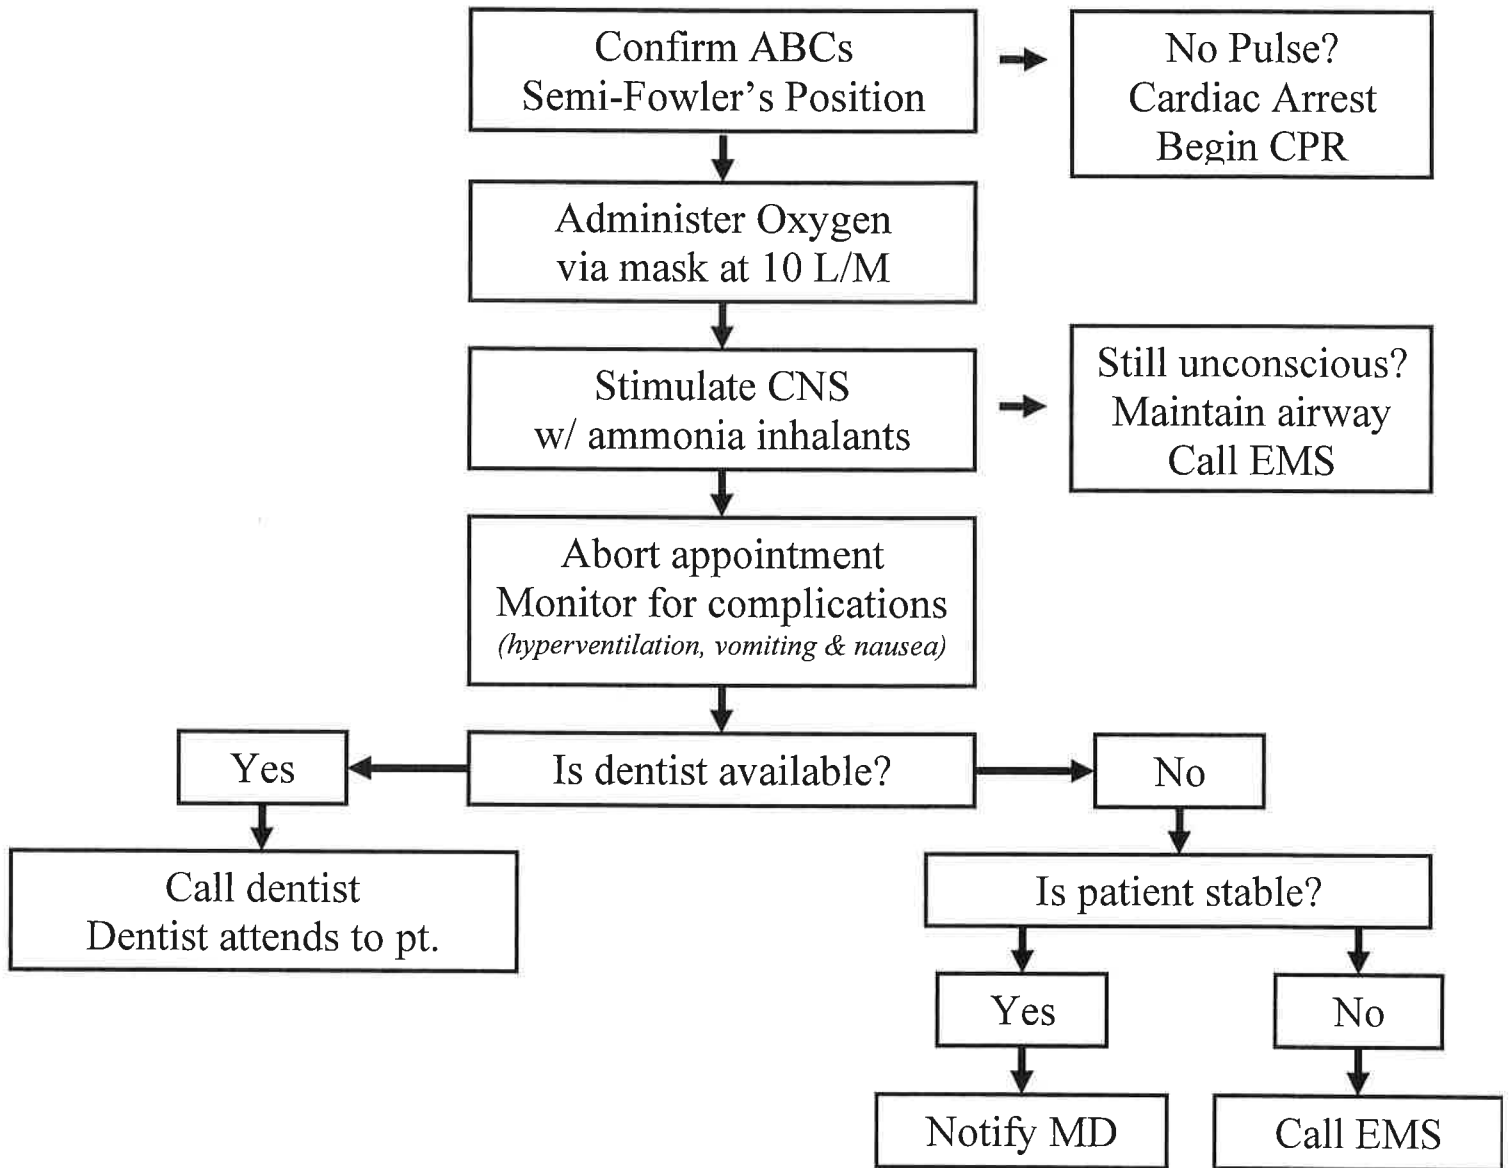 Confirm ABCs
Semi-Fowler's Position
No Pulse?
Cardiac Arrest
Begin CPR
Administer Oxygen
via mask at 10 L/M
Stimulate CNS
w/ ammonia inhalants
Still unconscious?
Maintain airway
Call EMS
Abort appointment
Monitor for complications
(hyperventilation, vomiting & nausea)
Is dentist available?
Yes
No
Call dentist
Dentist attends to pt.
Is patient stable?
Yes
No
Notify MD
Call EMS